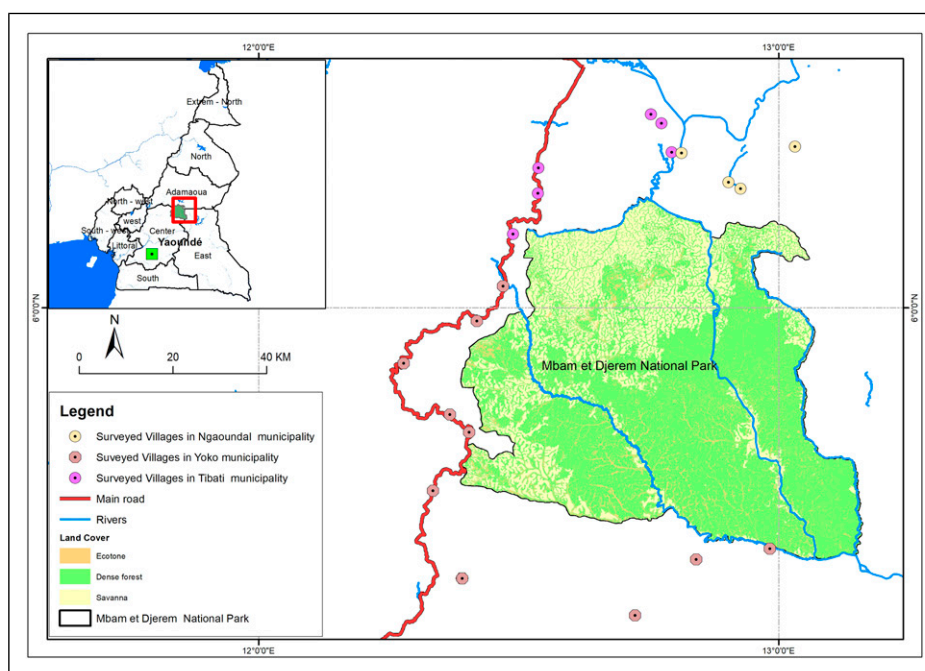 12°0'0"E
13°0'0"E
Extrem - North
North
Adamaoua
North - west
west
South - west
Center
Littoral
Yaoundé
East
South
6°0'0"N
6°0'0"N
N
0 20 40 KM
Mbam et Djerem National Park
Legend
Surveyed Villages in Ngaoundal municipality
Surveyed Villages in Yoko municipality
Surveyed Villages in Tibati municipality
Main road
Rivers
Land Cover
Ecotone
Dense forest
Savanna
Mbam et Djerem National Park
12°0'0"E
13°0'0"E